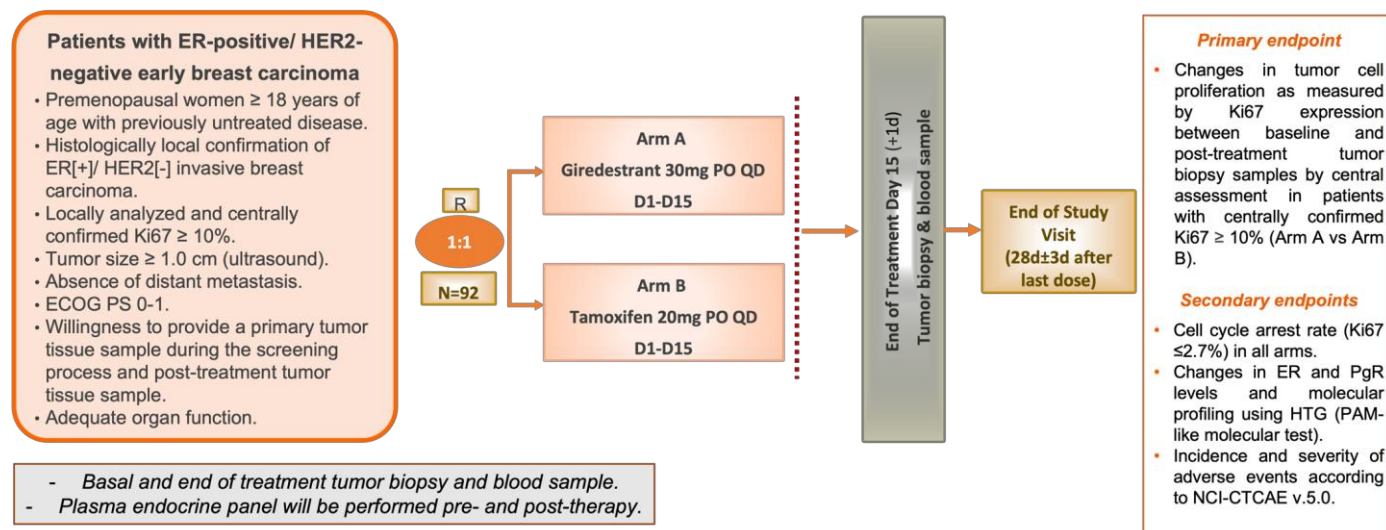 Patients with ER-positive/ HER2-
negative early breast carcinoma
• Premenopausal women ≥ 18 years of
age with previously untreated disease.
• Histologically local confirmation of
ER[+]/ HER2[-] invasive breast
carcinoma.
• Locally analyzed and centrally
confirmed Ki67 ≥ 10%.
• Tumor size ≥ 1.0 cm (ultrasound).
• Absence of distant metastasis.
• ECOG PS 0-1.
• Willingness to provide a primary tumor
tissue sample during the screening
process and post-treatment tumor
tissue sample.
• Adequate organ function.
R
1:1
N=92
Arm A
Giredestrant 30mg PO QD
D1-D15
Arm B
Tamoxifen 20mg PO QD
D1-D15
End of Treatment Day 15 (+1d)
Tumor biopsy & blood sample
End of Study
Visit
(28d±3d after
last dose)
Primary endpoint
• Changes in tumor cell
proliferation as measured
by Ki67 expression
between baseline and
post-treatment tumor
biopsy samples by central
assessment in patients
with centrally confirmed
Ki67 ≥ 10% (Arm A vs Arm
B).
Secondary endpoints
• Cell cycle arrest rate (Ki67
≤2.7%) in all arms.
• Changes in ER and PgR
levels and molecular
profiling using HTG (PAM-
like molecular test).
• Incidence and severity of
adverse events according
to NCI-CTCAE v.5.0.
- Basal and end of treatment tumor biopsy and blood sample.
- Plasma endocrine panel will be performed pre- and post-therapy.